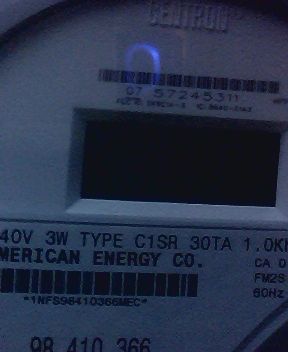 CENTRON
07 57245311
40V 3W TYPE C1SR 30TA 1.0K
MERICAN ENERGY CO.
CA 0
FM2S
60Hz
*1NFS98410366MEC*
98 410 366